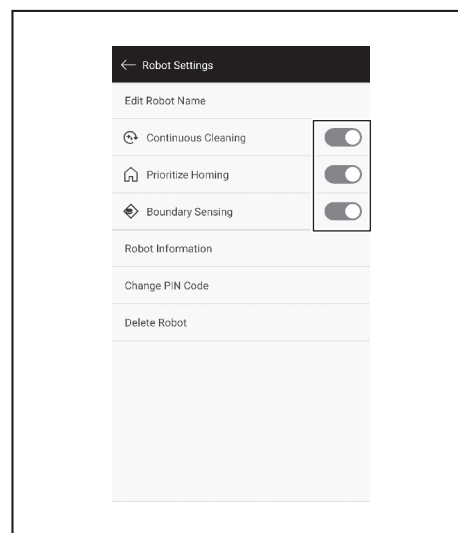 Robot Settings
Edit Robot Name
Continuous Cleaning
Prioritize Homing
Boundary Sensing
Robot Information
Change PIN Code
Delete Robot